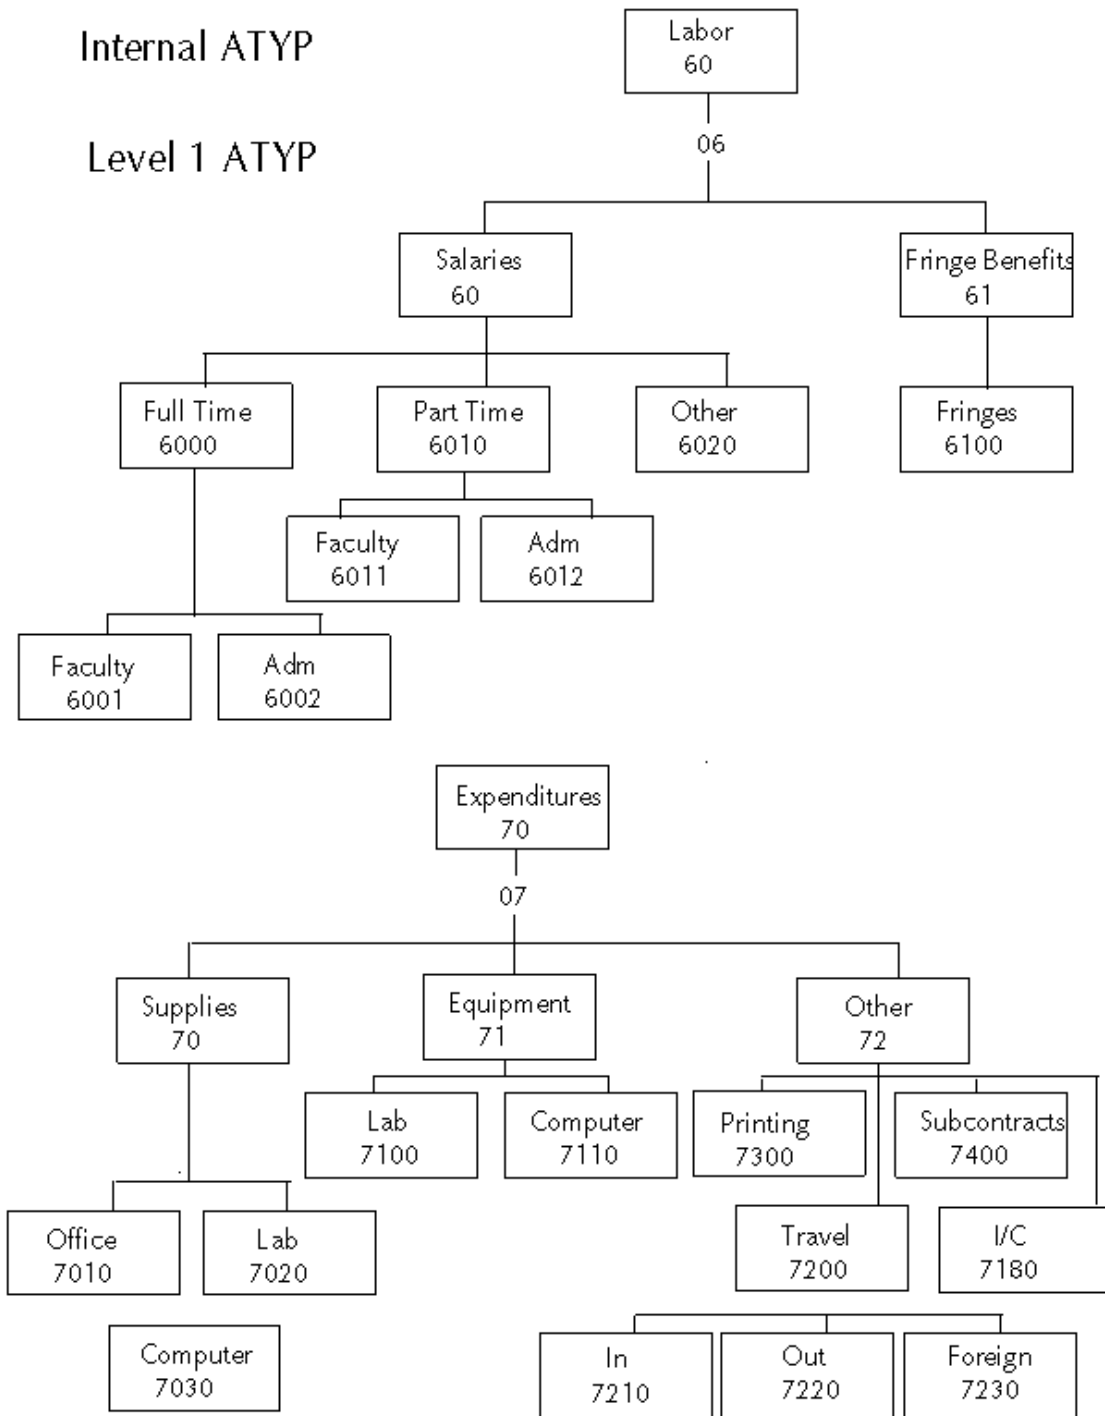 Internal ATYP
Labor
60
06
Level 1 ATYP
Salaries
60
Fringe Benefits
61
Full Time
6000
Part Time
6010
Other
6020
Fringes
6100
Faculty
6011
Adm
6012
Faculty
6001
Adm
6002
Expenditures
70
07
Supplies
70
Equipment
71
Other
72
Lab
7100
Computer
7110
Printing
7300
Subcontracts
7400
Office
7010
Lab
7020
Travel
7200
I/C
7180
Computer
7030
In
7210
Out
7220
Foreign
7230